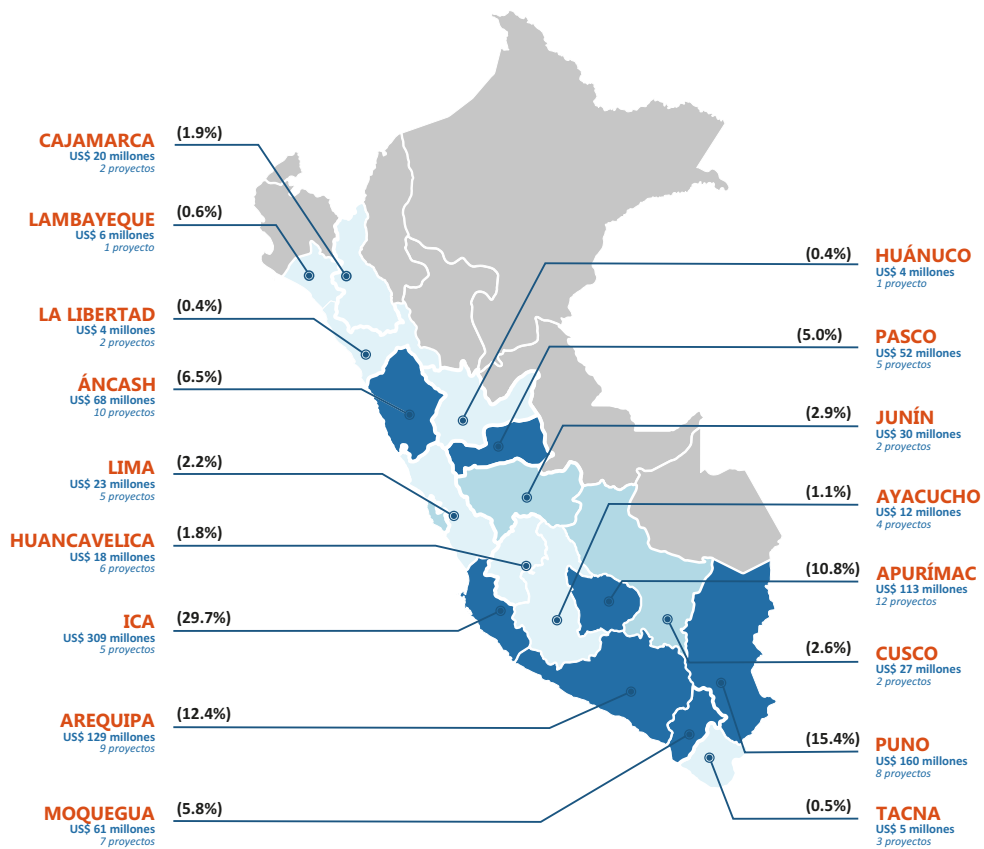 CAJAMARCA
US$ 20 millones
2 proyectos
(1.9%)
LAMBAYEQUE
US$ 6 millones
1 proyecto
(0.6%)
LA LIBERTAD
US$ 4 millones
2 proyectos
(0.4%)
ÁNCASH
US$ 68 millones
10 proyectos
(6.5%)
LIMA
US$ 23 millones
5 proyectos
(2.2%)
HUANCAVELICA
US$ 18 millones
6 proyectos
(1.8%)
ICA
US$ 309 millones
5 proyectos
(29.7%)
AREQUIPA
US$ 129 millones
9 proyectos
(12.4%)
MOQUEGUA
US$ 61 millones
7 proyectos
(5.8%)
(0.4%)
HUÁNUCO
US$ 4 millones
1 proyecto
(5.0%)
PASCO
US$ 52 millones
5 proyectos
(2.9%)
JUNÍN
US$ 30 millones
2 proyectos
(1.1%)
AYACUCHO
US$ 12 millones
4 proyectos
(10.8%)
APURÍMAC
US$ 113 millones
12 proyectos
(2.6%)
CUSCO
US$ 27 millones
2 proyectos
(15.4%)
PUNO
US$ 160 millones
8 proyectos
(0.5%)
TACNA
US$ 5 millones
3 proyectos